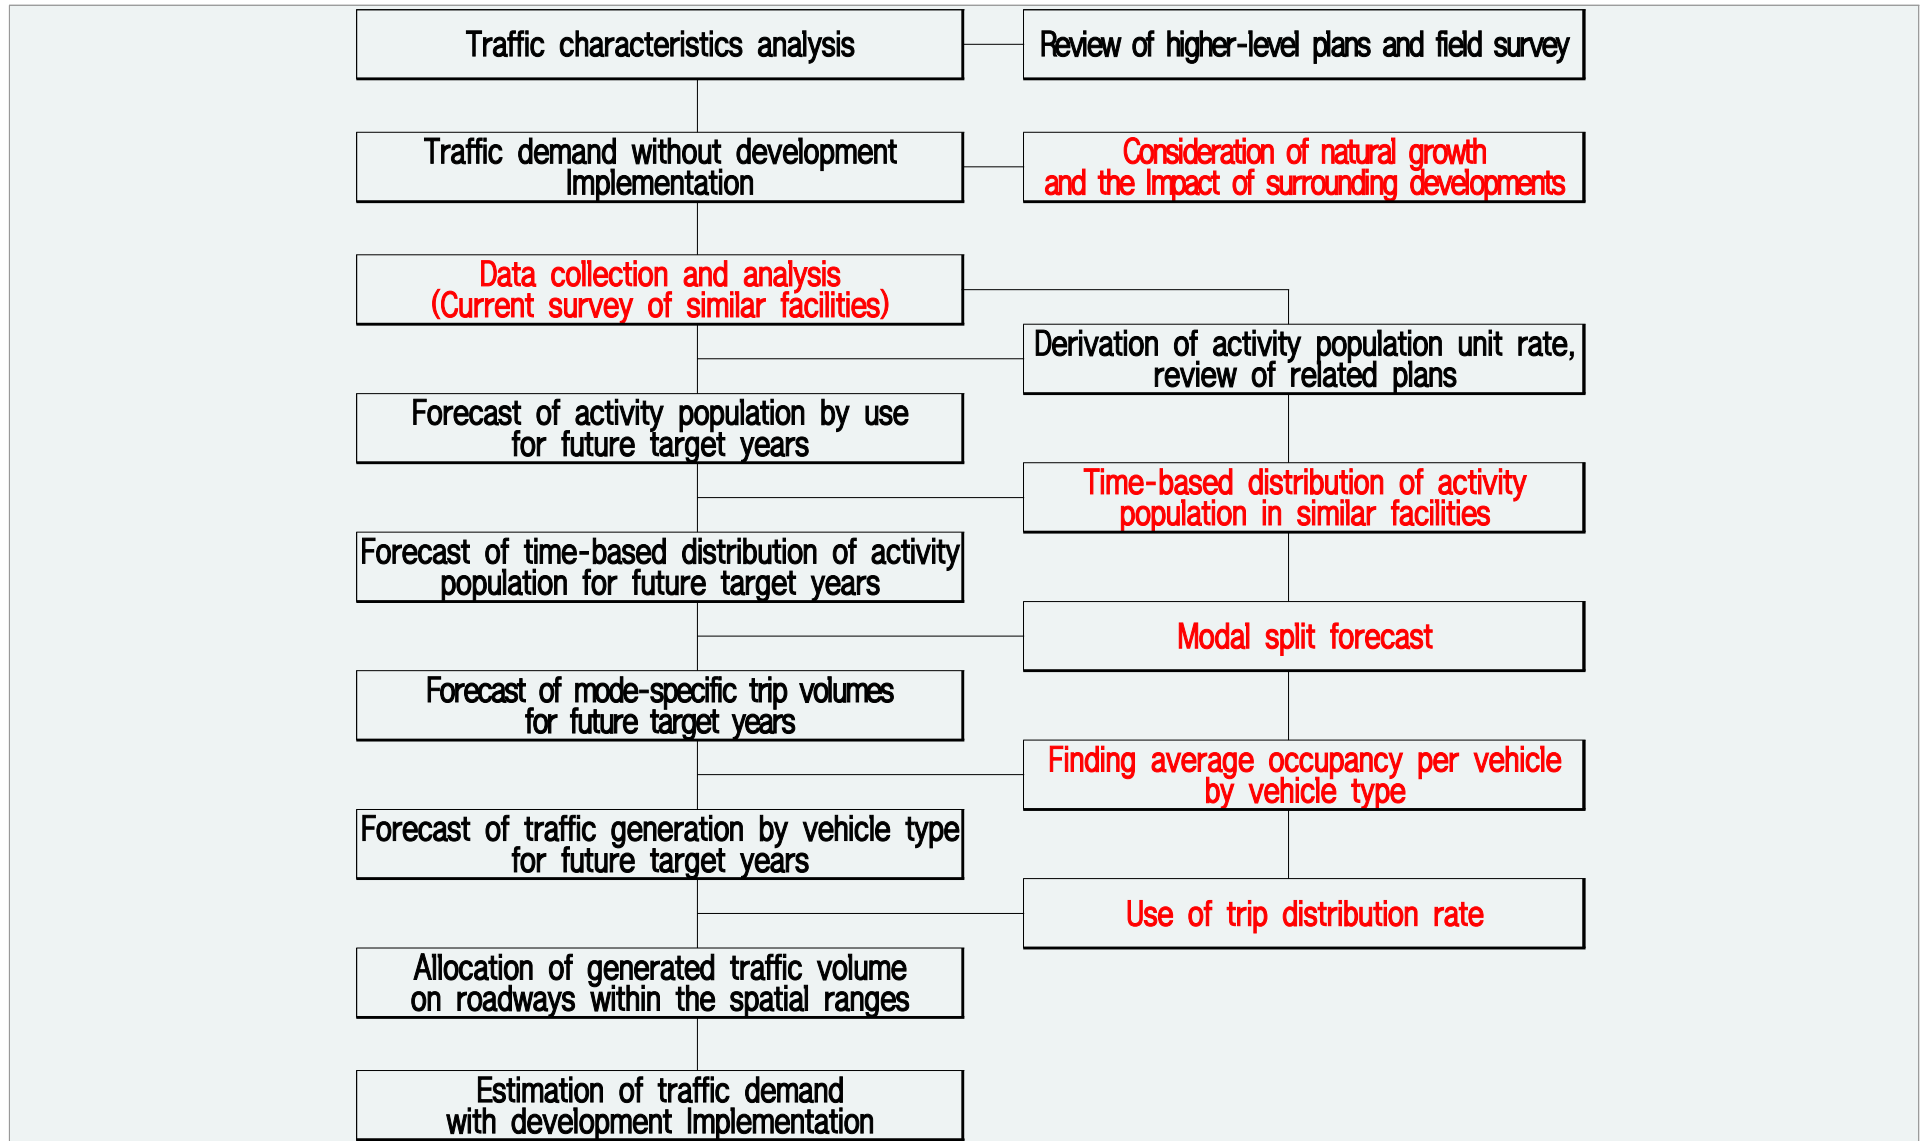 Traffic characteristics analysis
Review of higher-level plans and field survey
Traffic demand without development
Implementation
Consideration of natural growth
and the Impact of surrounding developments
Data collection and analysis
(Current survey of similar facilities)
Derivation of activity population unit rate,
review of related plans
Forecast of activity population by use
for future target years
Time-based distribution of activity
population in similar facilities
Forecast of time-based distribution of activity
population for future target years
Modal split forecast
Forecast of mode-specific trip volumes
for future target years
Finding average occupancy per vehicle
by vehicle type
Forecast of traffic generation by vehicle type
for future target years
Use of trip distribution rate
Allocation of generated traffic volume
on roadways within the spatial ranges
Estimation of traffic demand
with development Implementation